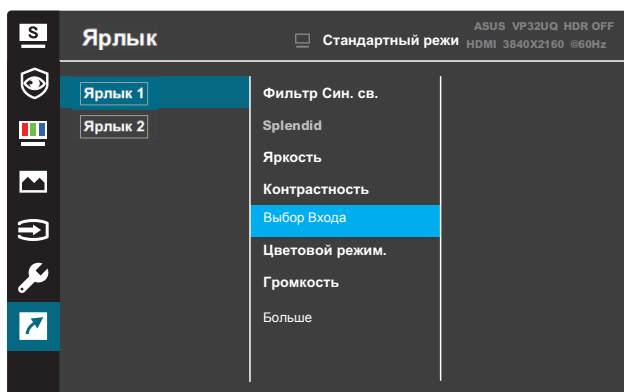 S
Ярлык
Стандартный режи
ASUS VP32UQ HDR OFF
HDMI 3840X2160 @60Hz
Ярлык 1
Ярлык 2
Фильтр Син. св.
Splendid
Яркость
Контрастность
Выбор Входа
Цветовой режим.
Громкость
Больше